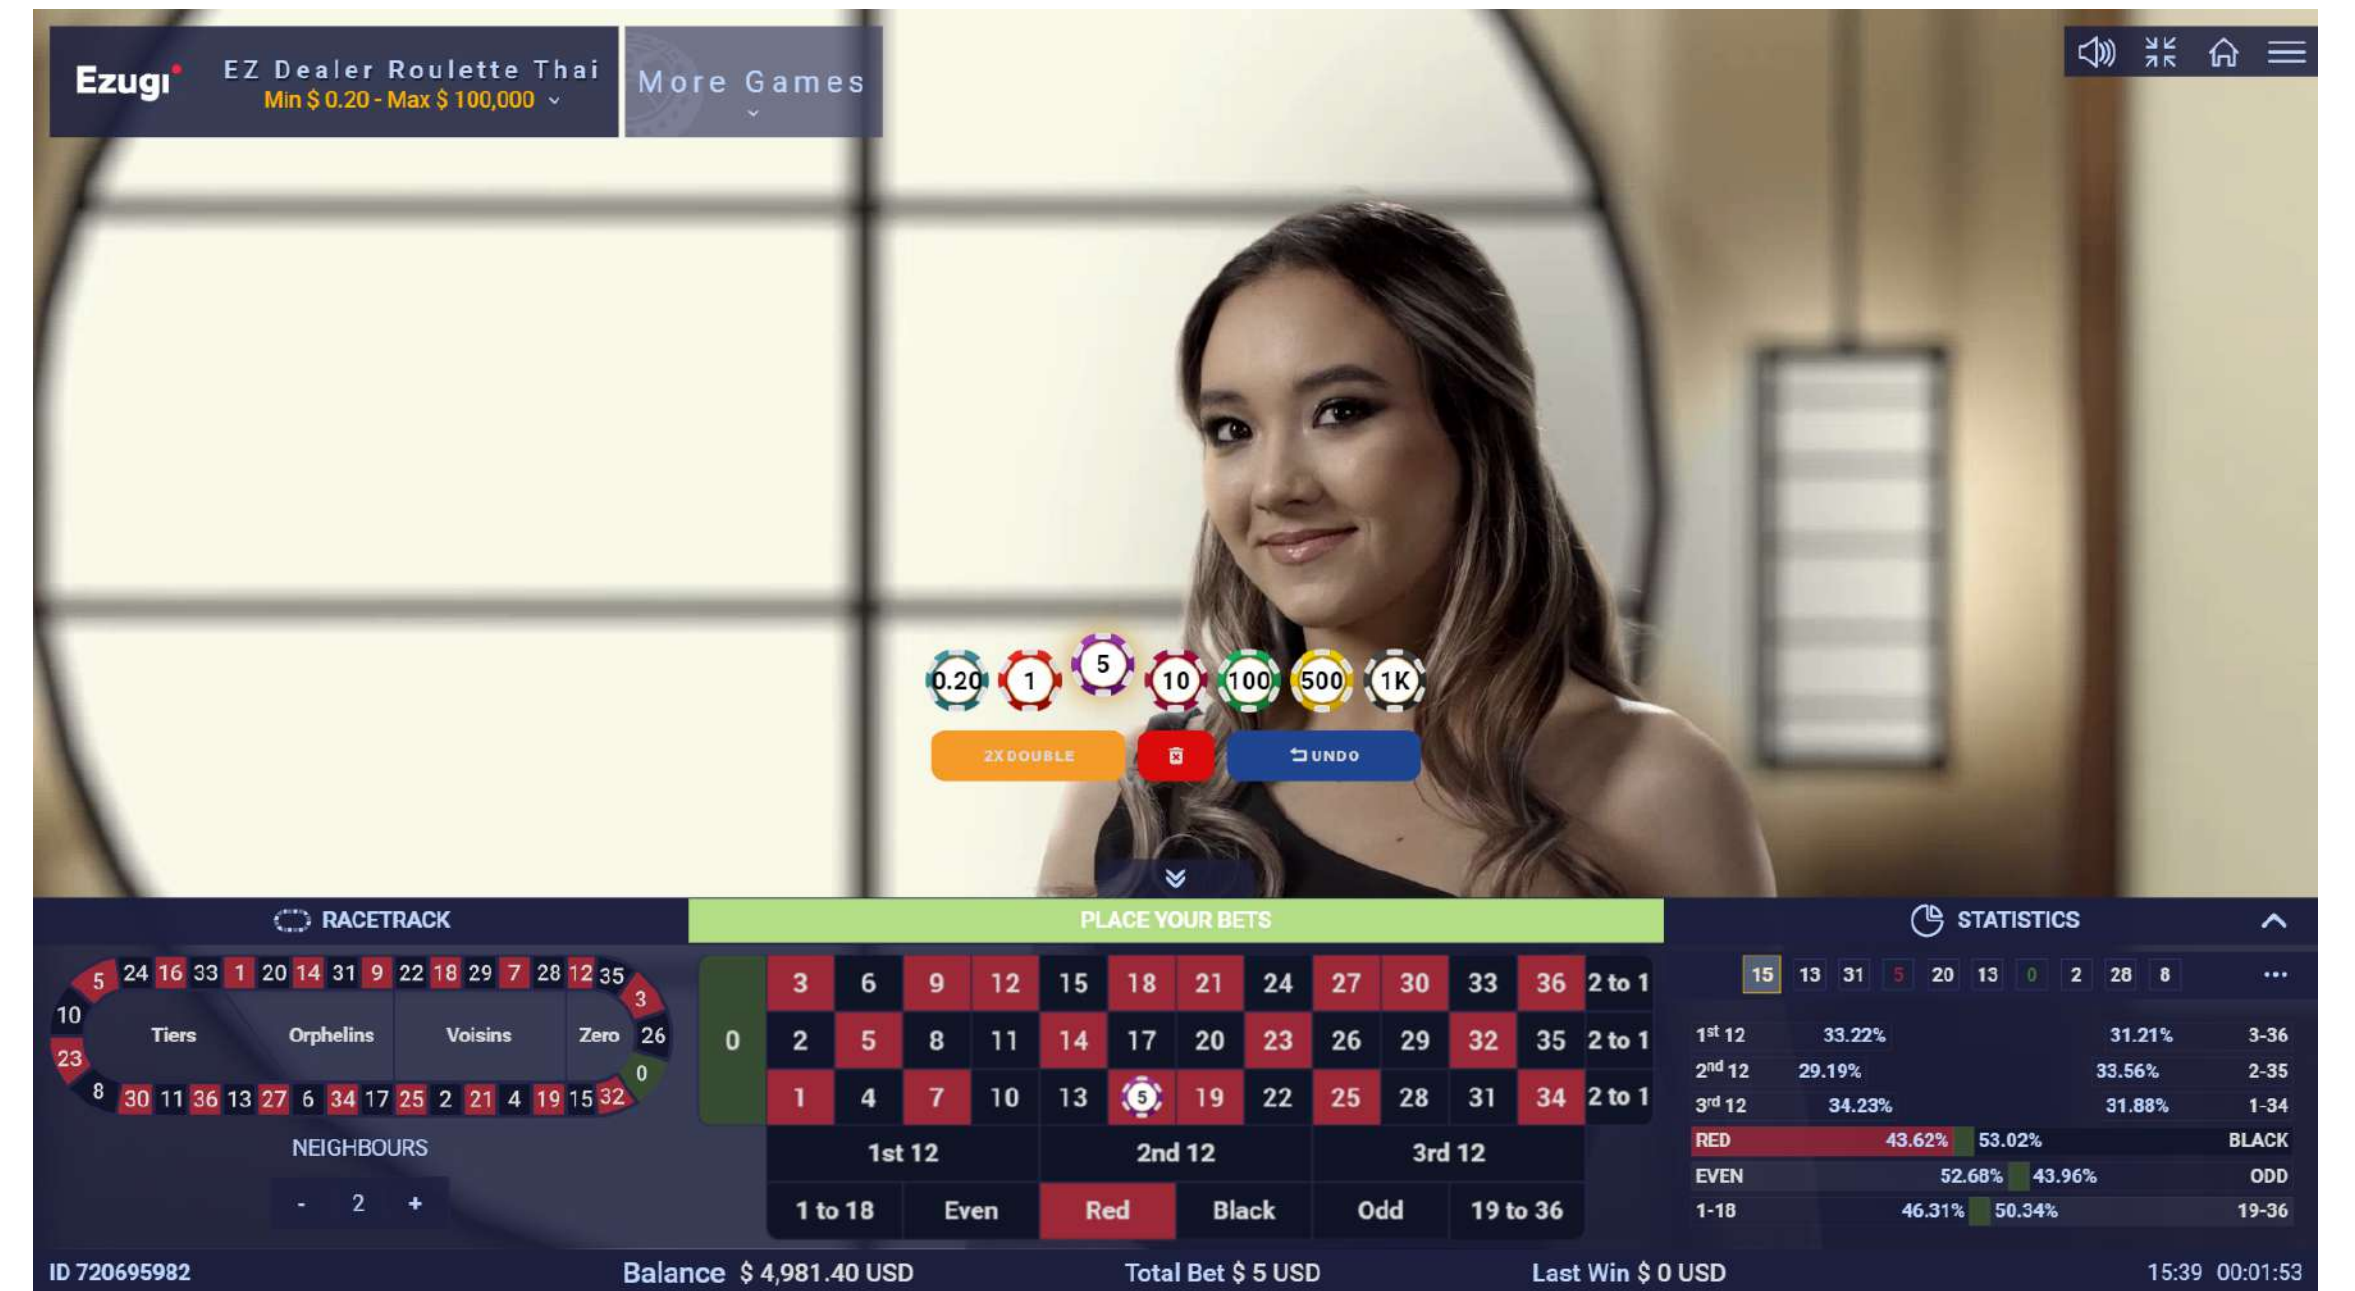 Ezugi
EZ Dealer Roulette Thai
Min $ 0.20 - Max $ 100,000
More Games
0.20 1 5 10 100 500 1K
2X DOUBLE
UNDO
RACETRACK
PLACE YOUR BETS
STATISTICS
5 24 16 33 1 20 14 31 9 22 18 29 7 28 12 35 3
10 26
Tiers Orphelins Voisins Zero
23 0
8 30 11 36 13 27 6 34 17 25 2 21 4 19 15 32
NEIGHBOURS
- 2 +
3 6 9 12 15 18 21 24 27 30 33 36 2 to 1
0 2 5 8 11 14 17 20 23 26 29 32 35 2 to 1
1 4 7 10 13 5 19 22 25 28 31 34 2 to 1
1st 12 2nd 12 3rd 12
1 to 18 Even Red Black Odd 19 to 36
15 13 31 5 20 13 0 2 28 8 ...
1st 12 33.22% 31.21% 3-36
2nd 12 29.19% 33.56% 2-35
3rd 12 34.23% 31.88% 1-34
RED 43.62% 53.02% BLACK
EVEN 52.68% 43.96% ODD
1-18 46.31% 50.34% 19-36
ID 720695982
Balance $ 4,981.40 USD
Total Bet $ 5 USD
Last Win $ 0 USD
15:39 00:01:53